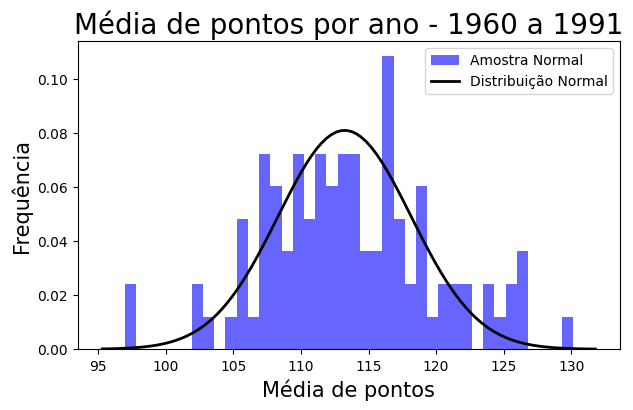 Média de pontos por ano - 1960 a 1991
Amostra Normal
Distribuição Normal
Frequência
0.10
0.08
0.06
0.04
0.02
0.00
95
100
105
110
115
120
125
130
Média de pontos